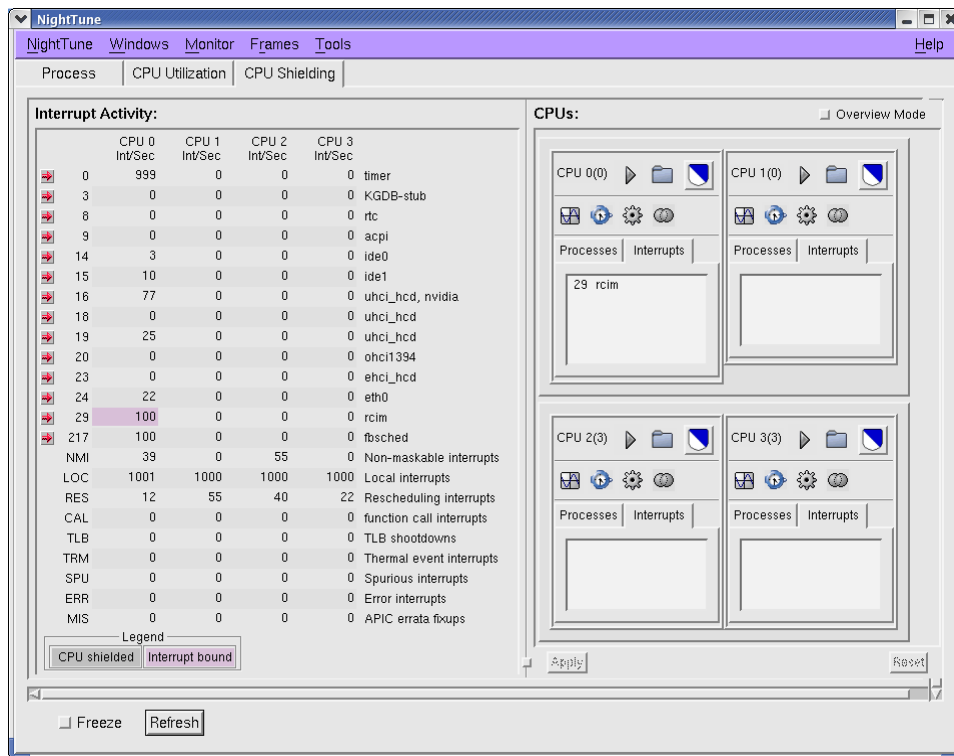 NightTune
NightTune Windows Monitor Frames Tools Help
Process CPU Utilization CPU Shielding
Interrupt Activity:
CPU 0 CPU 1 CPU 2 CPU 3
Int/Sec Int/Sec Int/Sec Int/Sec
0 999 0 0 0 timer
3 0 0 0 0 KGDB-stub
8 0 0 0 0 rtc
9 0 0 0 0 acpi
14 3 0 0 0 ide0
15 10 0 0 0 ide1
16 77 0 0 0 uhci_hcd, nvidia
18 0 0 0 0 uhci_hcd
19 25 0 0 0 uhci_hcd
20 0 0 0 0 ohci1394
23 0 0 0 0 ehci_hcd
24 22 0 0 0 eth0
29 100 0 0 0 rcim
217 100 0 0 0 fbsched
NMI 39 0 55 0 Non-maskable interrupts
LOC 1001 1000 1000 1000 Local interrupts
RES 12 55 40 22 Rescheduling interrupts
CAL 0 0 0 0 function call interrupts
TLB 0 0 0 0 TLB shootdowns
TRM 0 0 0 0 Thermal event interrupts
SPU 0 0 0 0 Spurious interrupts
ERR 0 0 0 0 Error interrupts
MIS 0 0 0 0 APIC errata fixups
Legend
CPU shielded Interrupt bound
CPUs: Overview Mode
CPU 0(0)
Processes Interrupts
29 rcim
CPU 1(0)
Processes Interrupts
CPU 2(3)
Processes Interrupts
CPU 3(3)
Processes Interrupts
Apply Reset
Freeze Refresh